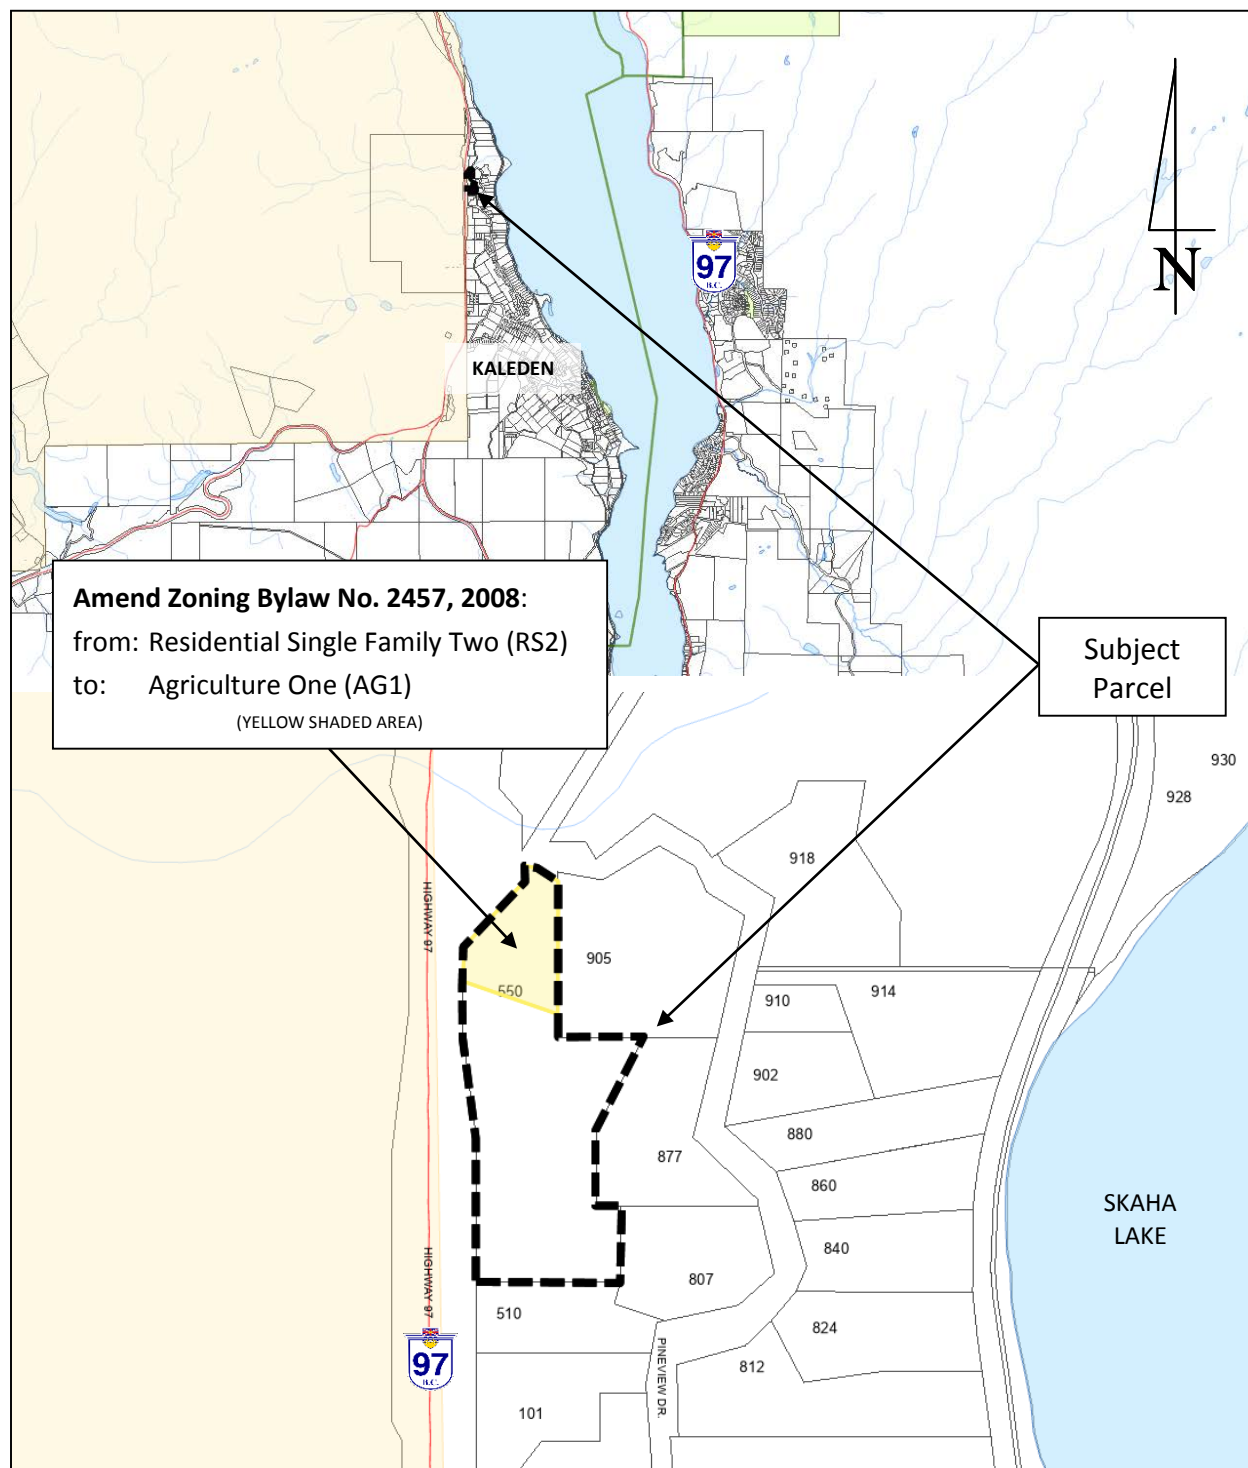 97
B.C.
N
KALEDEN
Amend Zoning Bylaw No. 2457, 2008:
from: Residential Single Family Two (RS2)
to: Agriculture One (AG1)
(YELLOW SHADED AREA)
Subject
Parcel
930
928
918
HIGHWAY 97
905
550
910
914
902
880
877
860
SKAHA
LAKE
840
HIGHWAY 97
807
510
824
97
B.C.
PINEVIEW DR.
812
101